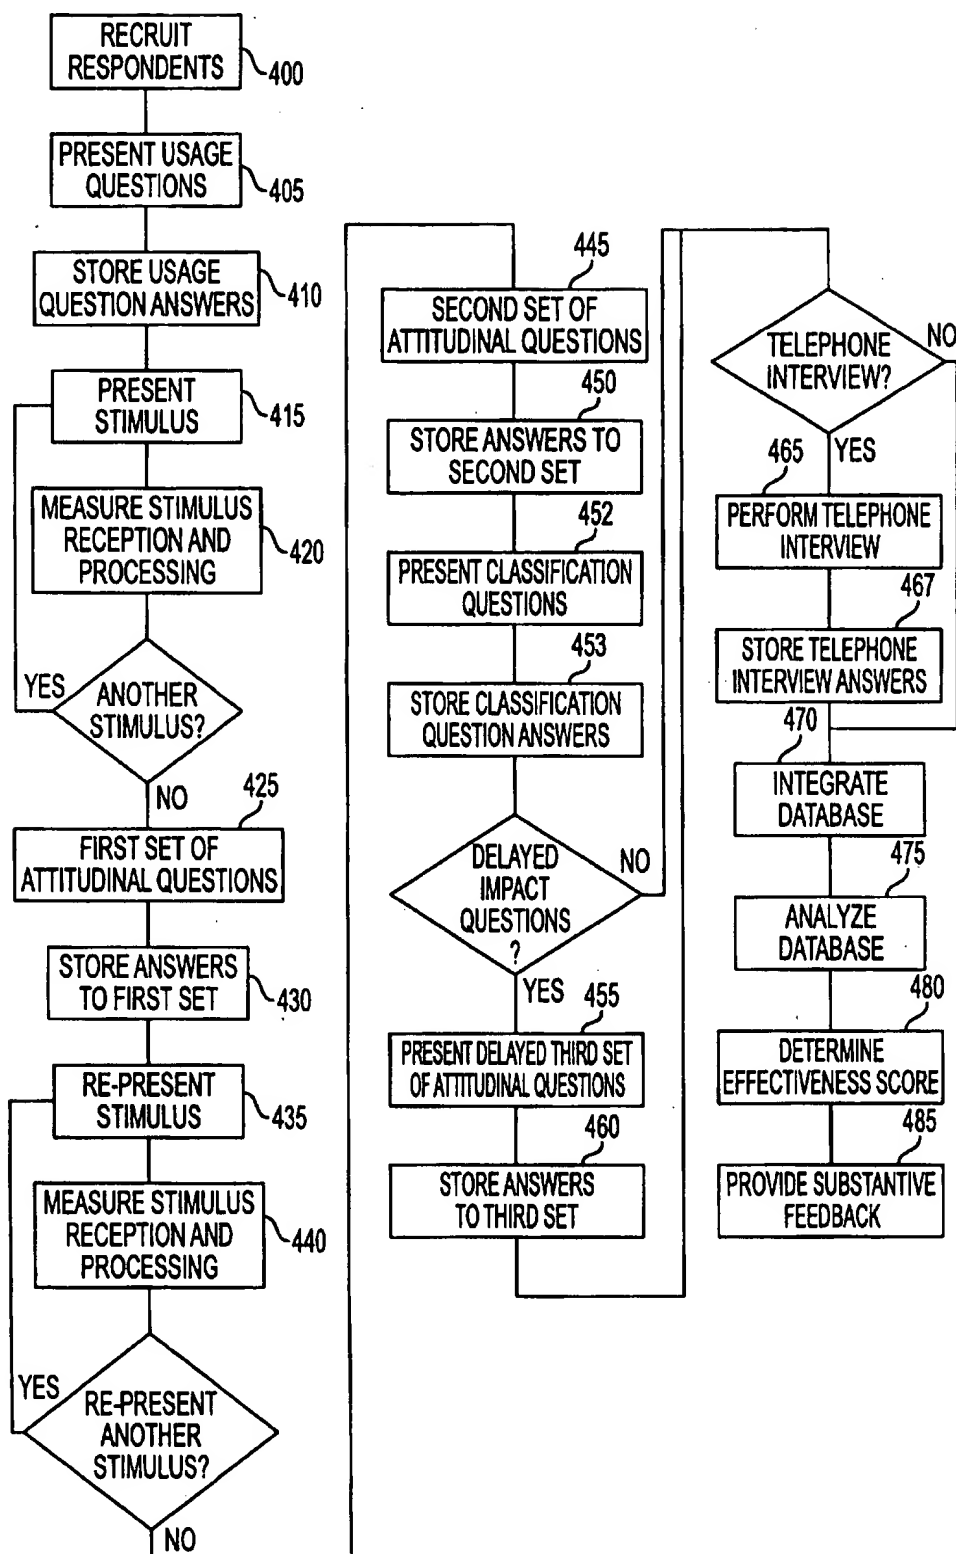 RECRUIT
RESPONDENTS
400
PRESENT USAGE
QUESTIONS
405
STORE USAGE
QUESTION ANSWERS
410
PRESENT
STIMULUS
415
MEASURE STIMULUS
RECEPTION AND
PROCESSING
420
YES
ANOTHER
STIMULUS?
NO
425
FIRST SET OF
ATTITUDINAL QUESTIONS
STORE ANSWERS
TO FIRST SET
430
RE-PRESENT
STIMULUS
435
MEASURE STIMULUS
RECEPTION AND
PROCESSING
440
YES
RE-PRESENT
ANOTHER
STIMULUS?
NO
445
SECOND SET OF
ATTITUDINAL QUESTIONS
450
STORE ANSWERS TO
SECOND SET
452
PRESENT CLASSIFICATION
QUESTIONS
453
STORE CLASSIFICATION
QUESTION ANSWERS
DELAYED
IMPACT
QUESTIONS
?
NO
YES
455
PRESENT DELAYED THIRD SET
OF ATTITUDINAL QUESTIONS
460
STORE ANSWERS
TO THIRD SET
TELEPHONE
INTERVIEW?
NO
YES
465
PERFORM TELEPHONE
INTERVIEW
467
STORE TELEPHONE
INTERVIEW ANSWERS
470
INTEGRATE
DATABASE
475
ANALYZE
DATABASE
480
DETERMINE
EFFECTIVENESS SCORE
485
PROVIDE SUBSTANTIVE
FEEDBACK